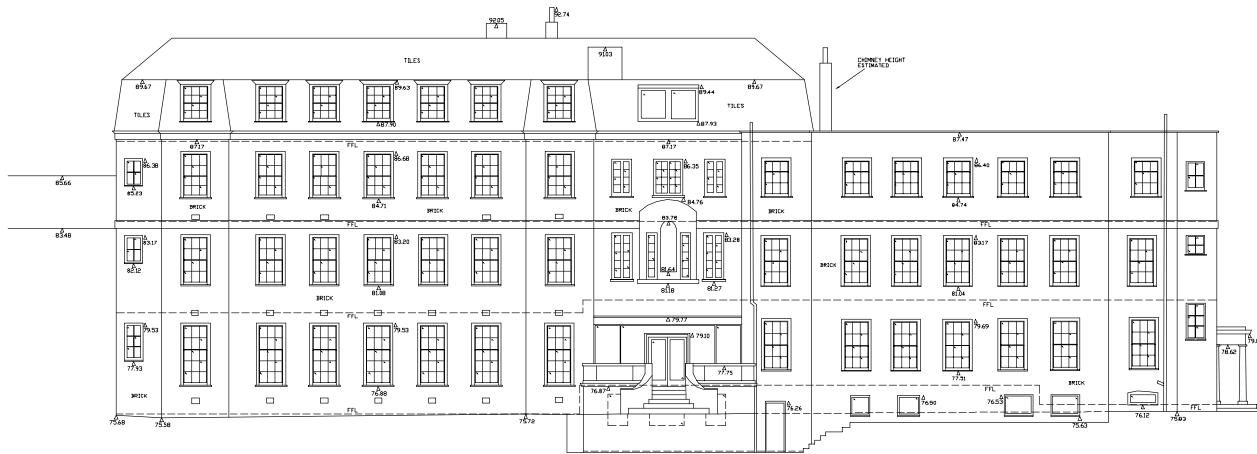 92.74
92.05
91.03
TILES
CHIMNEY HEIGHT
ESTIMATED
89.67
89.63
89.44
89.67
TILES
TILES
87.90
87.93
87.17
FFL
87.17
87.47
86.38
86.68
86.35
86.40
85.66
85.23
84.71
84.76
84.74
BRICK
BRICK
BRICK
BRICK
83.78
FFL
FFL
83.48
83.17
83.20
83.28
83.17
82.12
81.64
BRICK
81.08
81.18
81.27
81.04
BRICK
FFL
FFL
79.77
79.53
79.53
79.10
79.69
78.62
77.93
77.75
77.51
76.88
76.87
FFL
BRICK
BRICK
76.26
76.50
76.53
76.12
FFL
FFL
75.68
75.58
75.72
75.63
75.83